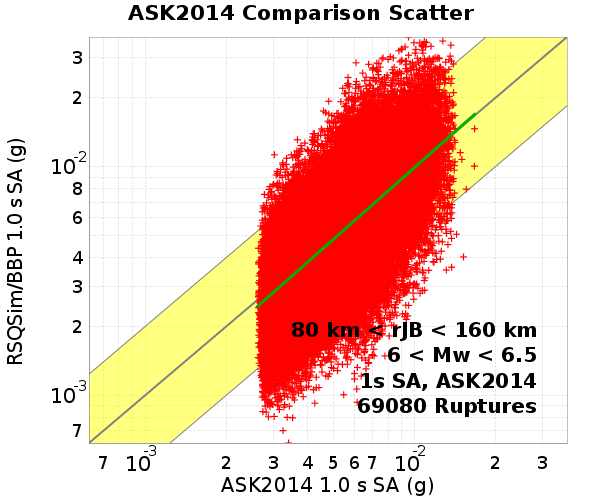 ASK2014 Comparison Scatter
RSQSim/BBP 1.0 s SA (g)
3
2
10-2
8
6
4
3
2
10-3
7
80 km < rJB < 160 km
6 < Mw < 6.5
1s SA, ASK2014
69080 Ruptures
7 10-3 2 3 4 5 6 7 10-2 2 3
ASK2014 1.0 s SA (g)